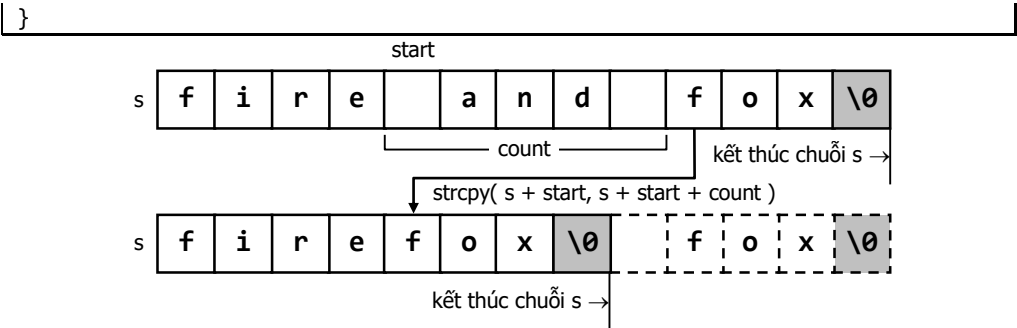 }
start
s f i r e a n d f o x \0
count
kết thúc chuỗi s →
strcpy( s + start, s + start + count )
s f i r e f o x \0 f o x \0
kết thúc chuỗi s →